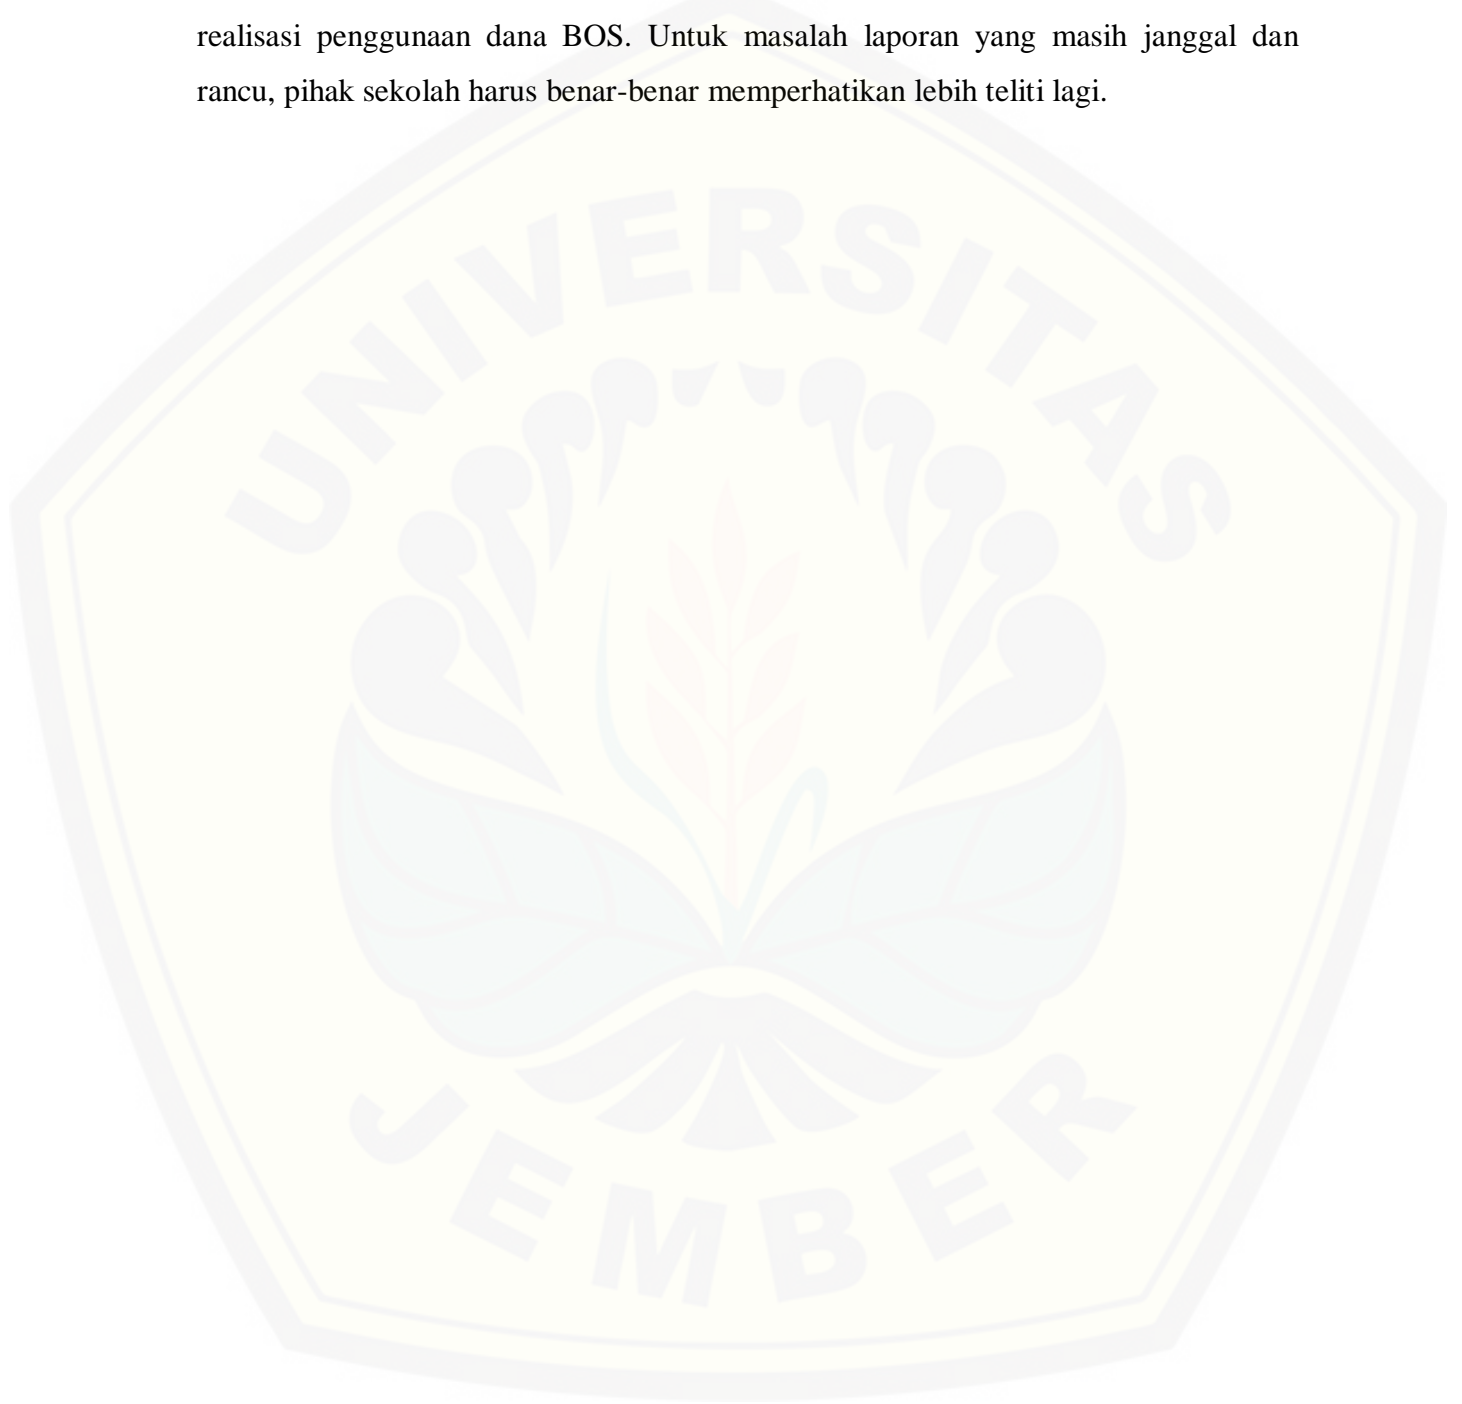 realisasi penggunaan dana BOS. Untuk masalah laporan yang masih janggal dan
rancu, pihak sekolah harus benar-benar memperhatikan lebih teliti lagi.
UNIVERSITAS
JEMBER